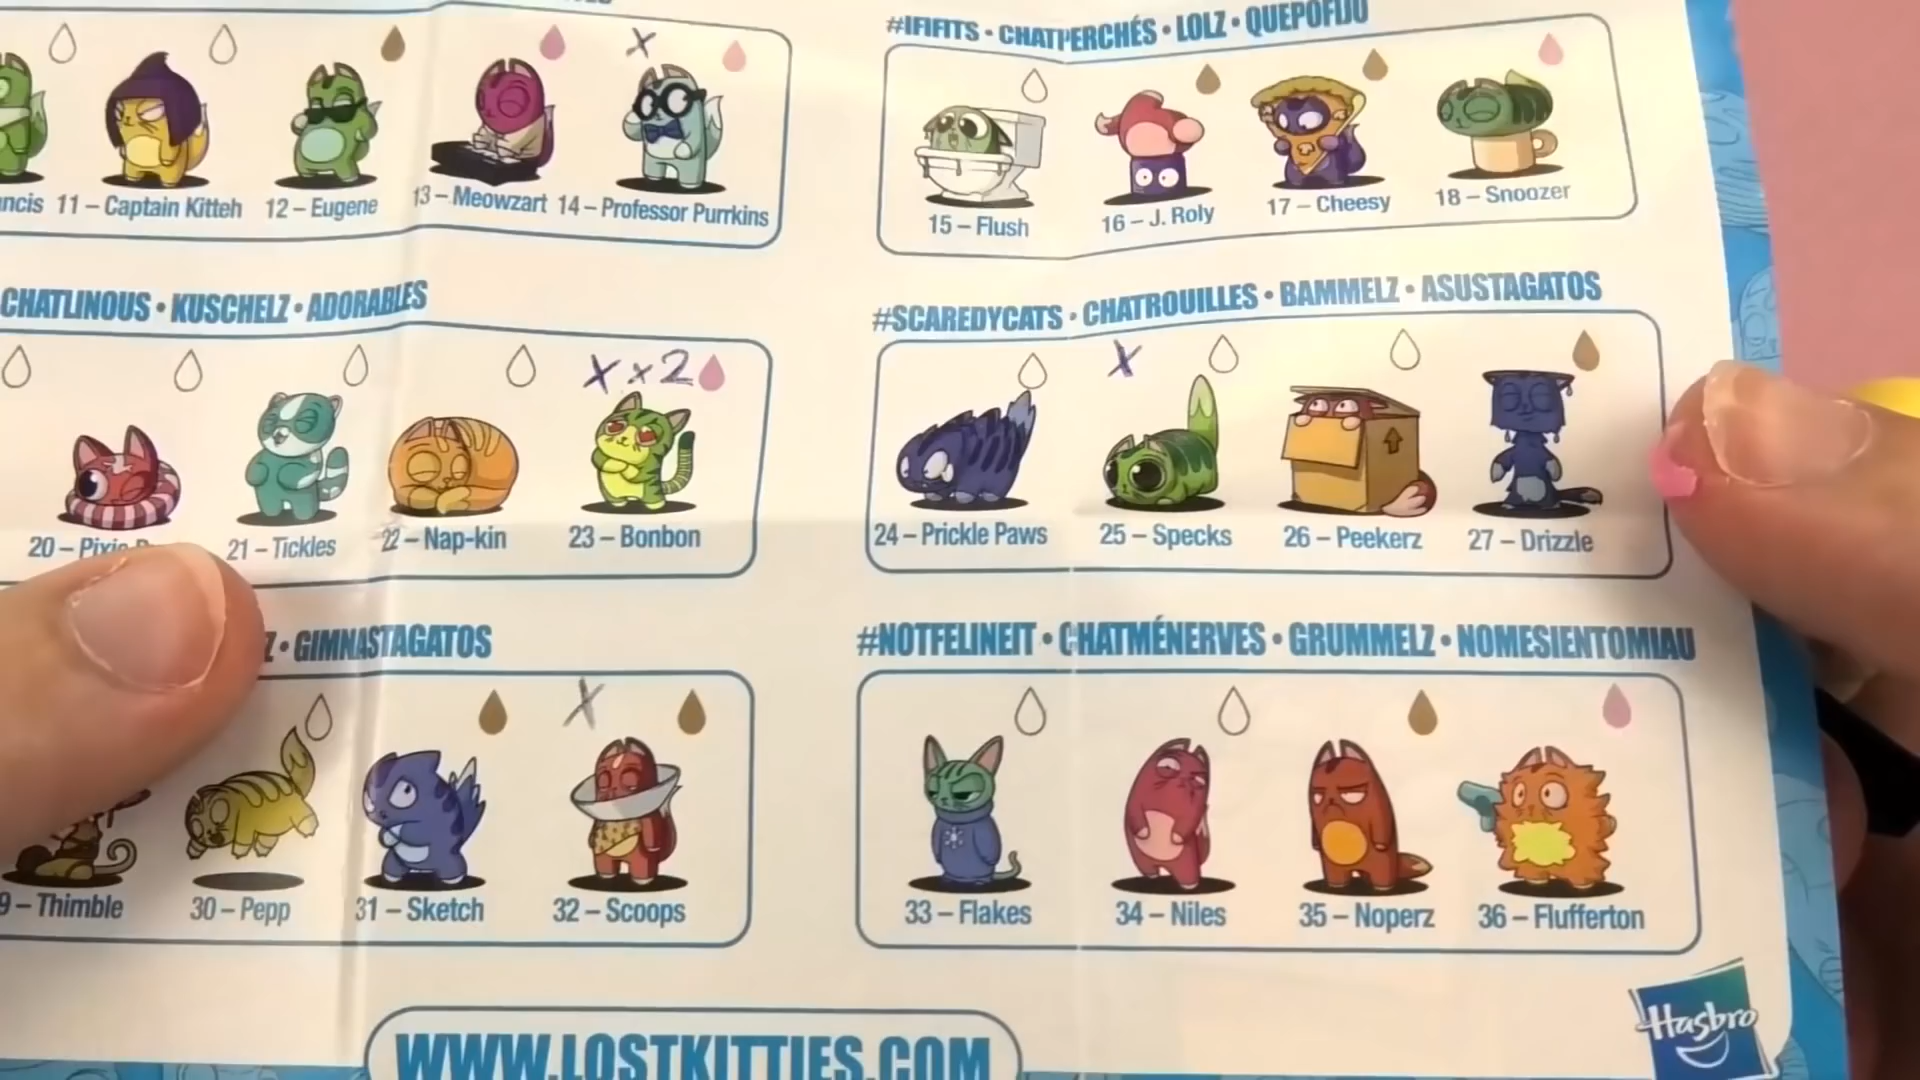 #IFIFITS • CHATPERCHÉS • LOLZ • QUEPOFIJO
X
11 – Captain Kitteh 12 – Eugene 13 – Meowzart 14 – Professor Purrkins
15 – Flush 16 – J. Roly 17 – Cheesy 18 – Snoozer
CHATLINOUS • KUSCHELZ • ADORABLES
#SCAREDYCATS • CHATROUILLES • BAMMELZ • ASUSTAGATOS
X x 2
X
20 – Pixie 21 – Tickles 22 – Nap-kin 23 – Bonbon
24 – Prickle Paws 25 – Specks 26 – Peekerz 27 – Drizzle
Z • GIMNASTAGATOS
#NOTFELINEIT • CHATMÉNERVES • GRUMMELZ • NOMESIENTOMIAU
X
9 – Thimble 30 – Pepp 31 – Sketch 32 – Scoops
33 – Flakes 34 – Niles 35 – Noperz 36 – Flufferton
WWW.LOSTKITTIES.COM
Hasbro